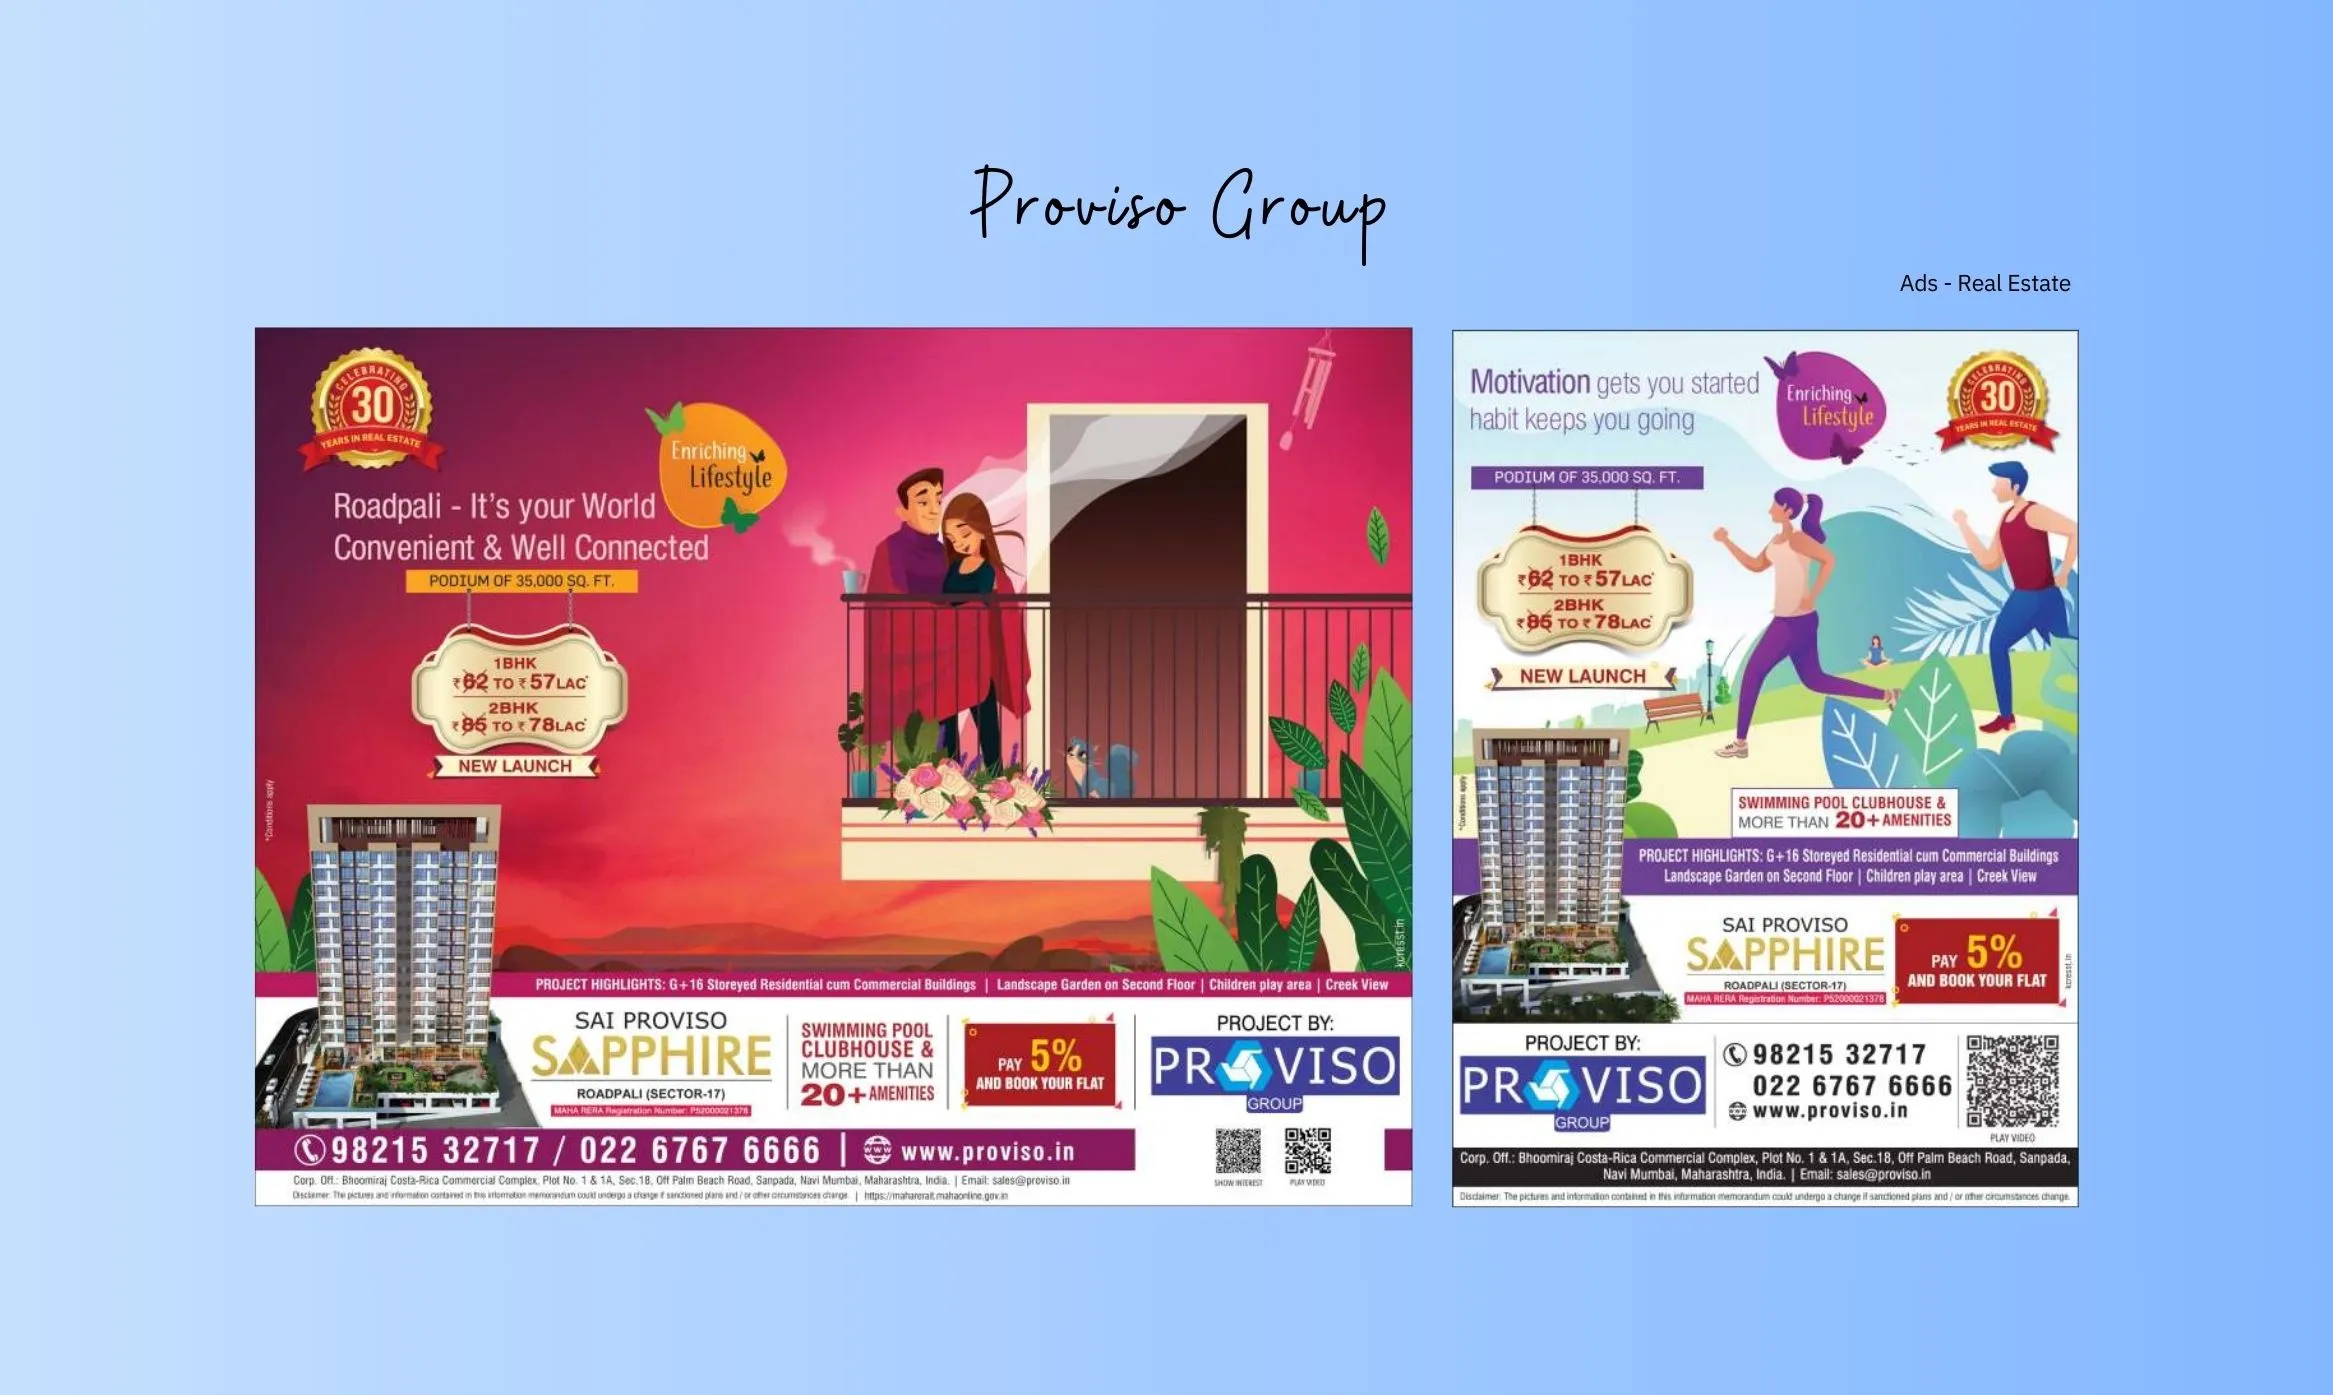 Proviso Group
Ads - Real Estate
CELEBRATING
30
YEARS IN REAL ESTATE
Enriching
Lifestyle
Roadpali - It's your World
Convenient & Well Connected
PODIUM OF 35,000 SQ. FT.
1BHK
₹62 TO ₹57LAC*
2BHK
₹85 TO ₹78LAC*
NEW LAUNCH
*Conditions apply
kcresst.in
PROJECT HIGHLIGHTS: G+16 Storeyed Residential cum Commercial Buildings | Landscape Garden on Second Floor | Children play area | Creek View
SAI PROVISO
SAPPHIRE
ROADPALI (SECTOR-17)
MAHA RERA Registration Number: P52000021378
SWIMMING POOL
CLUBHOUSE &
MORE THAN
20+ AMENITIES
PAY 5%
AND BOOK YOUR FLAT
PROJECT BY:
PROVISO
GROUP
98215 32717 / 022 6767 6666 | www.proviso.in
SHOW INTEREST
PLAY VIDEO
Corp. Off.: Bhoomiraj Costa-Rica Commercial Complex, Plot No. 1 & 1A, Sec.18, Off Palm Beach Road, Sanpada, Navi Mumbai, Maharashtra, India. | Email: sales@proviso.in
Disclaimer: The pictures and information contained in this information memorandum could undergo a change if sanctioned plans and / or other circumstances change. | https://maharerait.mahaonline.gov.in
Motivation gets you started
habit keeps you going
Enriching
Lifestyle
CELEBRATING
30
YEARS IN REAL ESTATE
PODIUM OF 35,000 SQ. FT.
1BHK
₹62 TO ₹57LAC*
2BHK
₹85 TO ₹78LAC*
NEW LAUNCH
*Conditions apply
SWIMMING POOL CLUBHOUSE &
MORE THAN 20+ AMENITIES
PROJECT HIGHLIGHTS: G+16 Storeyed Residential cum Commercial Buildings
Landscape Garden on Second Floor | Children play area | Creek View
SAI PROVISO
SAPPHIRE
ROADPALI (SECTOR-17)
MAHA RERA Registration Number: P52000021378
PAY 5%
AND BOOK YOUR FLAT
kcresst.in
PROJECT BY:
PROVISO
GROUP
98215 32717
022 6767 6666
www.proviso.in
PLAY VIDEO
Corp. Off.: Bhoomiraj Costa-Rica Commercial Complex, Plot No. 1 & 1A, Sec.18, Off Palm Beach Road, Sanpada,
Navi Mumbai, Maharashtra, India. | Email: sales@proviso.in
Disclaimer: The pictures and information contained in this information memorandum could undergo a change if sanctioned plans and / or other circumstances change.